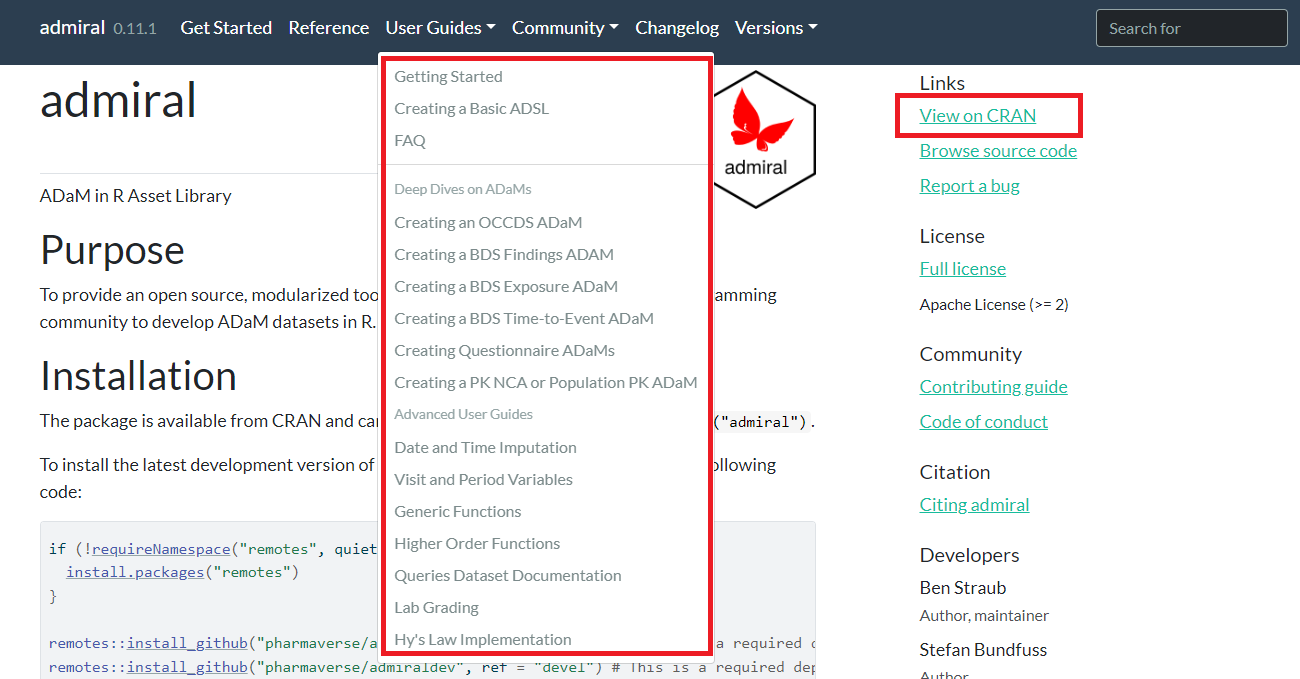 admiral 0.11.1 Get Started Reference User Guides Community Changelog Versions Search for
Getting Started
Creating a Basic ADSL
FAQ
Deep Dives on ADaMs
Creating an OCCDS ADaM
Creating a BDS Findings ADAM
Creating a BDS Exposure ADaM
Creating a BDS Time-to-Event ADaM
Creating Questionnaire ADaMs
Creating a PK NCA or Population PK ADaM
Advanced User Guides
Date and Time Imputation
Visit and Period Variables
Generic Functions
Higher Order Functions
Queries Dataset Documentation
Lab Grading
Hy's Law Implementation
admiral
admiral
ADaM in R Asset Library
Purpose
To provide an open source, modularized too
amming
community to develop ADaM datasets in R.
Installation
The package is available from CRAN and ca
("admiral").
To install the latest development version of
ollowing
code:
if (!requireNamespace("remotes", quiet
install.packages("remotes")
}
remotes::install_github("pharmaverse/a
a required d
remotes::install_github("pharmaverse/admiraldev", ref = "devel") # This is a required dep
Links
View on CRAN
Browse source code
Report a bug
License
Full license
Apache License (>= 2)
Community
Contributing guide
Code of conduct
Citation
Citing admiral
Developers
Ben Straub
Author, maintainer
Stefan Bundfuss
Author